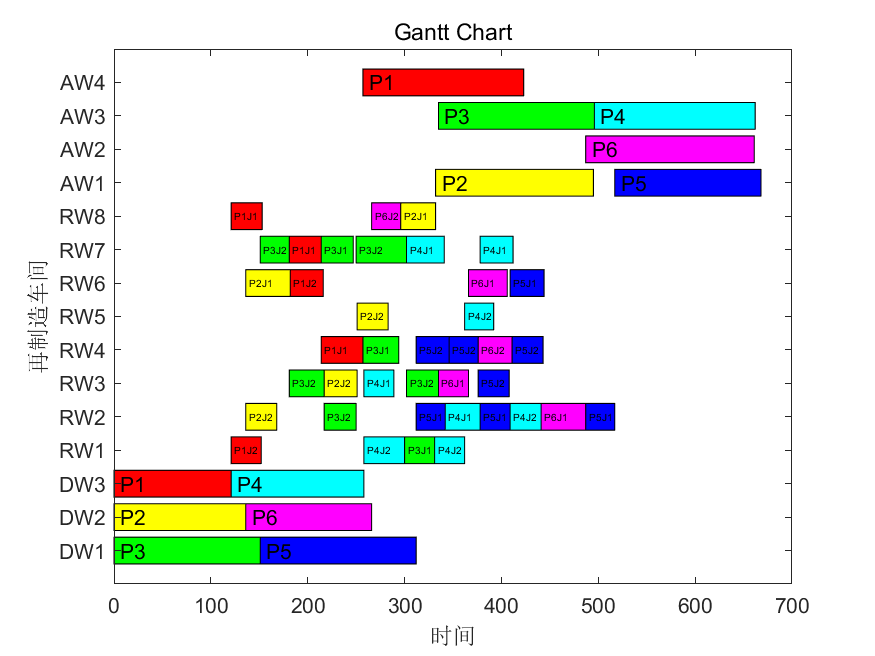 Gantt Chart
AW4 P1
AW3 P3 P4
AW2 P6
AW1 P2 P5
RW8 P1J1 P6J2 P2J1
RW7 P3J2 P1J1 P3J1 P3J2 P4J1 P4J1
RW6 P2J1 P1J2 P6J1 P5J1
RW5 P2J2 P4J2
RW4 P1J1 P3J1 P5J2 P5J2 P6J2 P5J2
RW3 P3J2 P2J2 P4J1 P3J2 P6J1 P5J2
RW2 P2J2 P3J2 P5J1 P4J1 P5J1 P4J2 P6J1 P5J1
RW1 P1J2 P4J2 P3J1 P4J2
DW3 P1 P4
DW2 P2 P6
DW1 P3 P5
0 100 200 300 400 500 600 700
时间
再制造车间